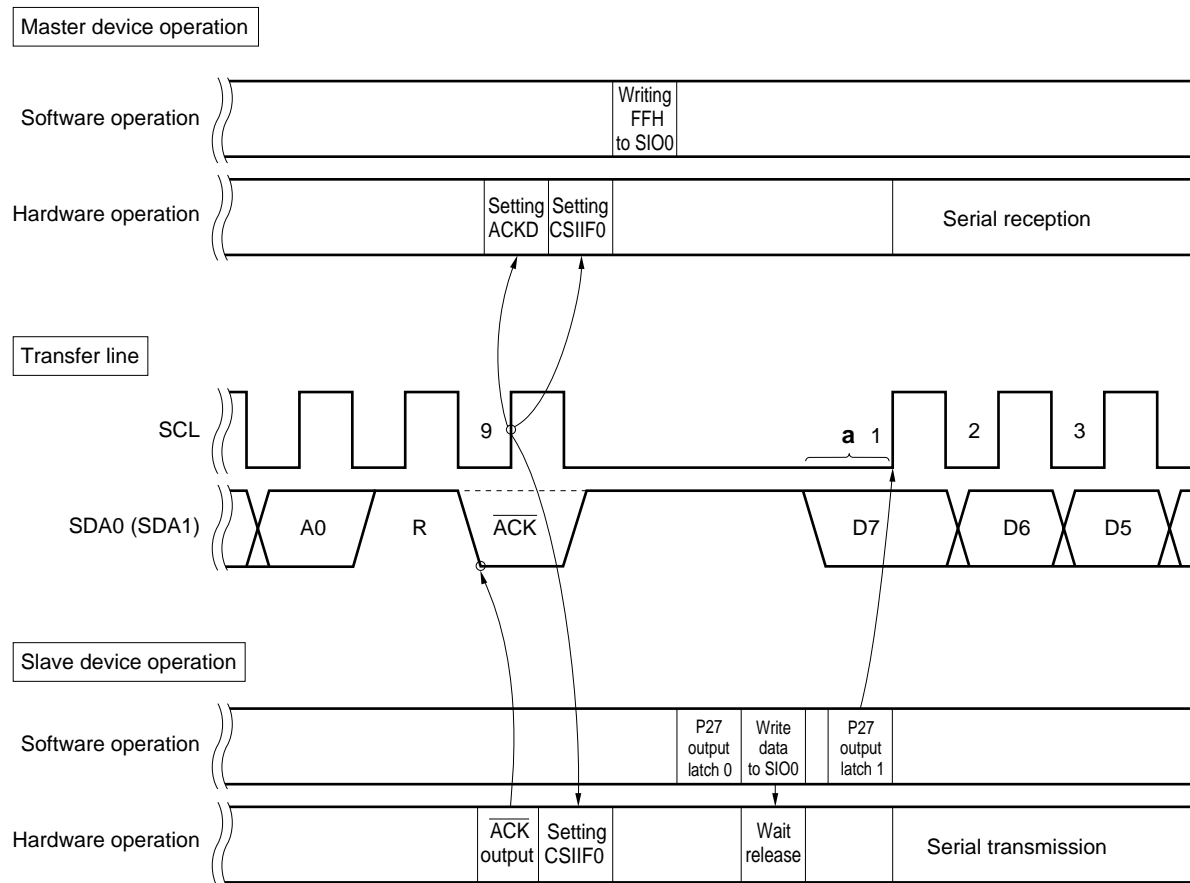 Master device operation
Software operation
Writing
FFH
to SIO0
Hardware operation
Setting
ACKD
Setting
CSIIF0
Serial reception
Transfer line
SCL
9
a 1
2
3
SDA0 (SDA1)
A0
R
ACK
D7
D6
D5
Slave device operation
Software operation
P27
output
latch 0
Write
data
to SIO0
P27
output
latch 1
Hardware operation
ACK
output
Setting
CSIIF0
Wait
release
Serial transmission